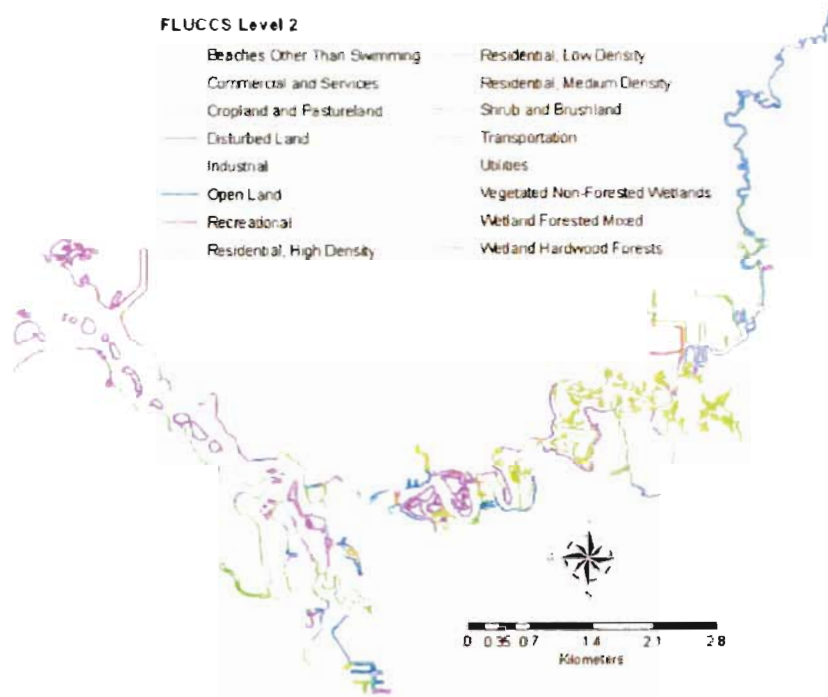 FLUCCS Level 2
Beaches Other Than Swimming
Commercial and Services
Cropland and Pastureland
Disturbed Land
Industrial
Open Land
Recreational
Residential, High Density
Residential, Low Density
Residential, Medium Density
Shrub and Brushland
Transportation
Utilities
Vegetated Non-Forested Wetlands
Wetland Forested Mixed
Wetland Hardwood Forests
0 0.35 0.7 1.4 2.1 2.8
Kilometers